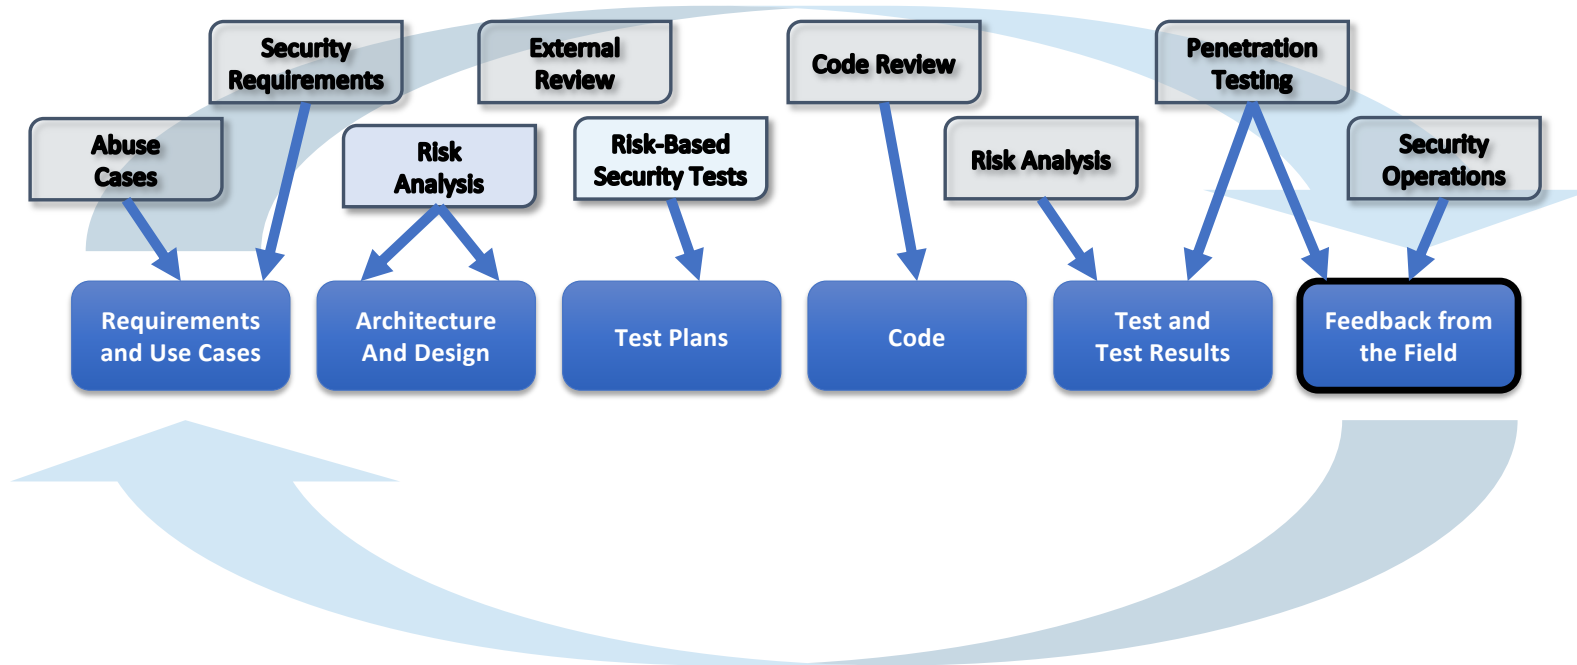 Security
Requirements
External
Review
Code Review
Penetration
Testing
Abuse
Cases
Risk
Analysis
Risk-Based
Security Tests
Risk Analysis
Security
Operations
Requirements
and Use Cases
Architecture
And Design
Test Plans
Code
Test and
Test Results
Feedback from
the Field